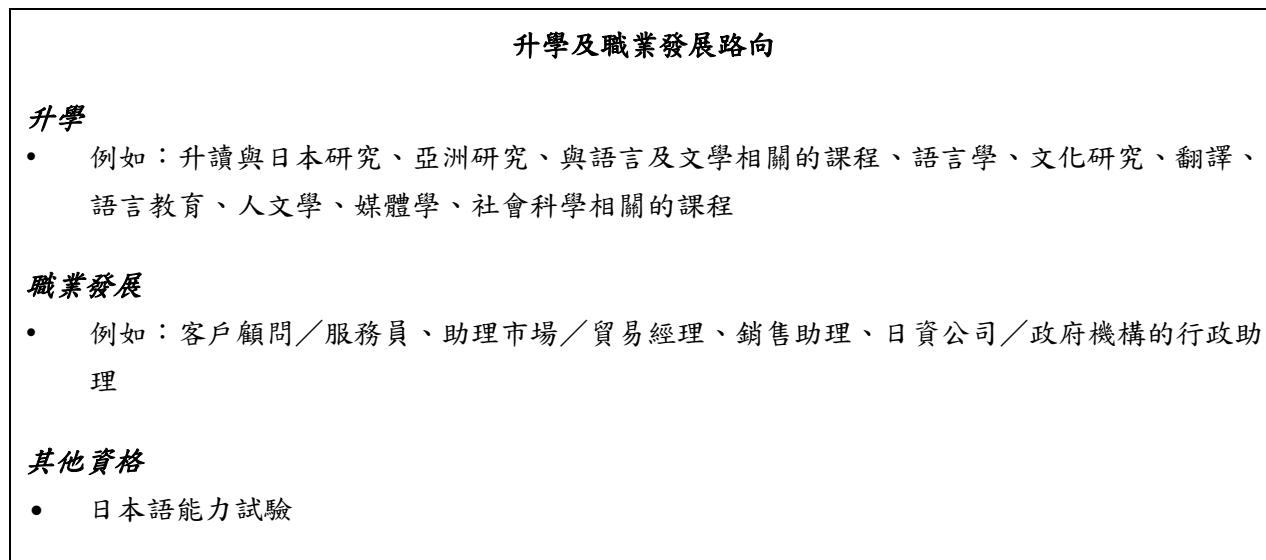 升學及職業發展路向
升學
• 例如：升讀與日本研究、亞洲研究、與語言及文學相關的課程、語言學、文化研究、翻譯、
語言教育、人文學、媒體學、社會科學相關的課程
職業發展
• 例如：客戶顧問／服務員、助理市場／貿易經理、銷售助理、日資公司／政府機構的行政助
理
其他資格
• 日本語能力試驗